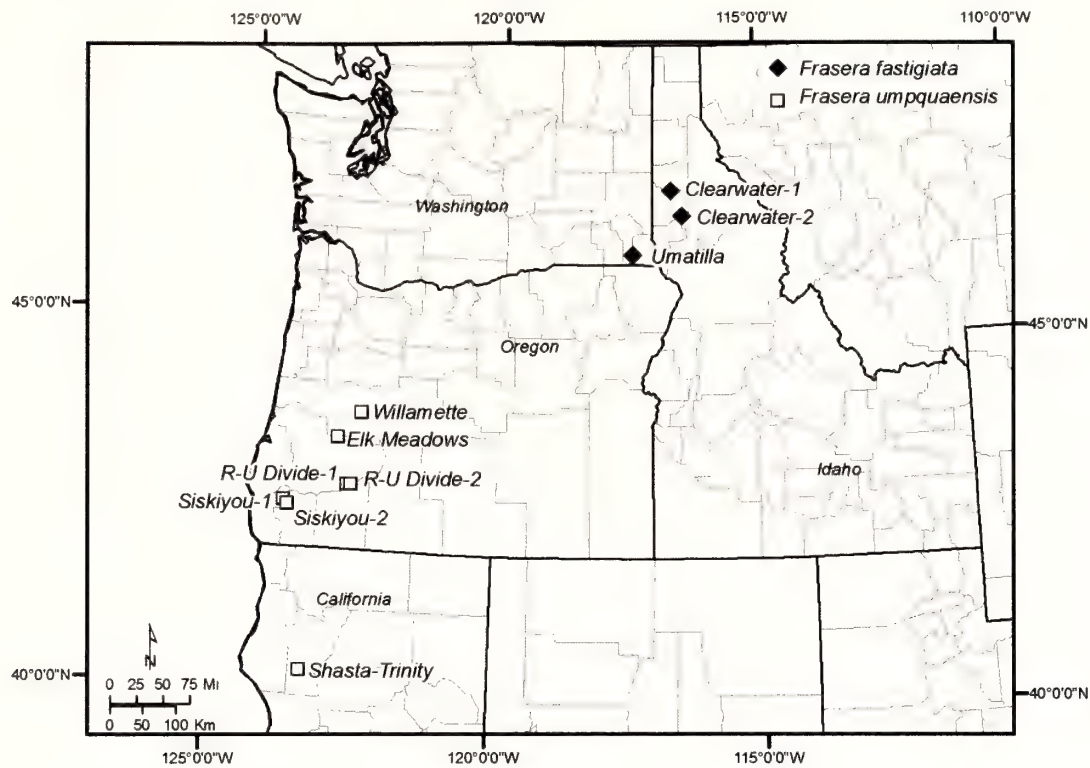 125°0'0"W 120°0'0"W 115°0'0"W 110°0'0"W
Frasera fastigiata
Frasera umpquaensis
Clearwater-1
Washington
Clearwater-2
Umatilla
45°0'0"N
45°0'0"N
Oregon
Willamette
Elk Meadows
R-U Divide-1
R-U Divide-2
Idaho
Siskiyou-1
Siskiyou-2
California
N
Shasta-Trinity
40°0'0"N
0 25 50 75 Mi
40°0'0"N
0 50 100 Km
125°0'0"W 120°0'0"W 115°0'0"W